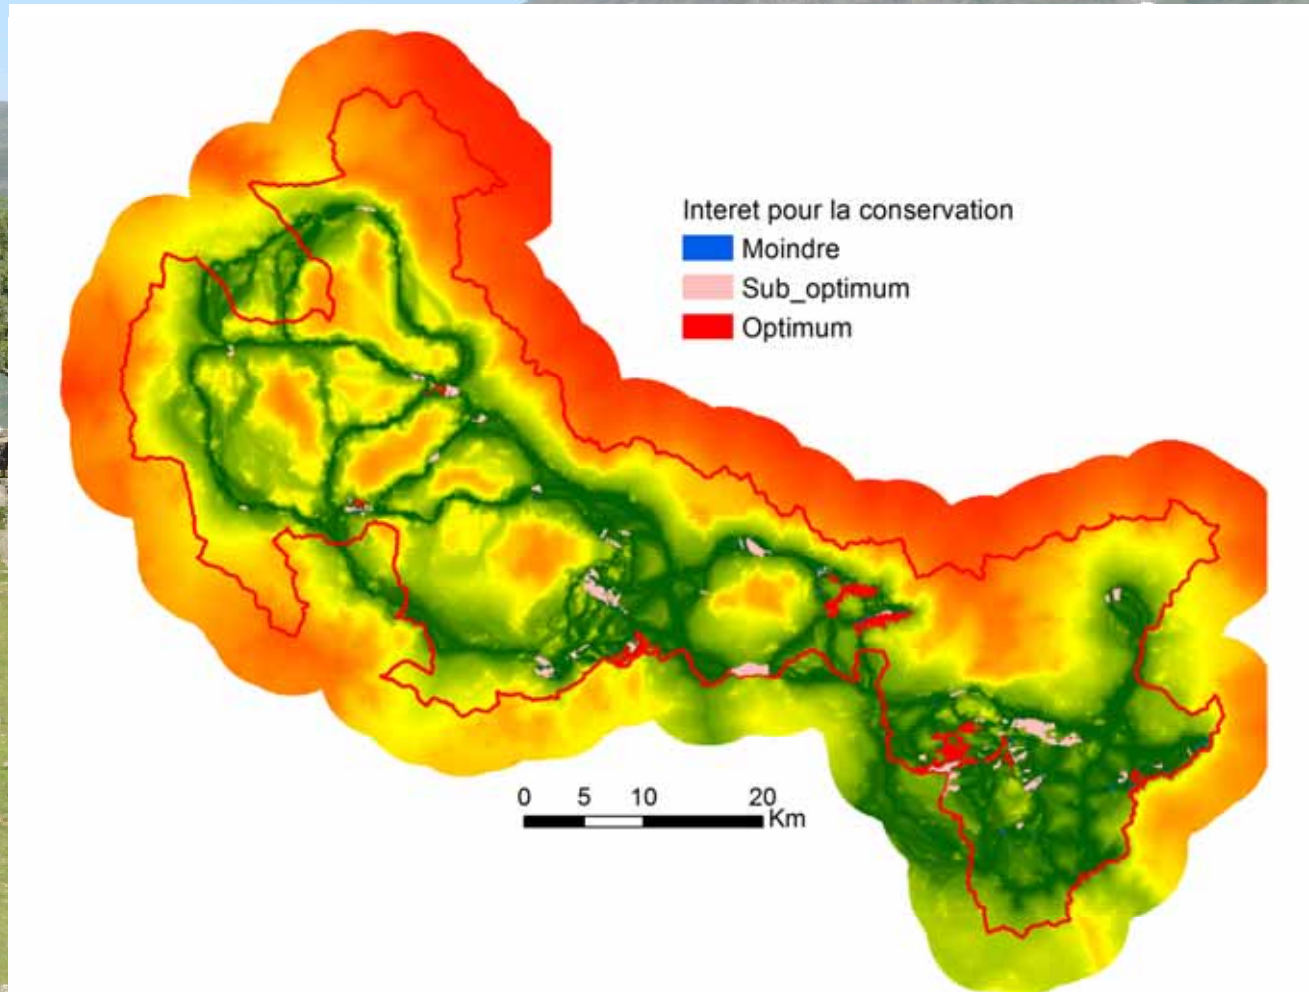 Interet pour la conservation
Moindre
Sub_optimum
Optimum
0 5 10 20
Km